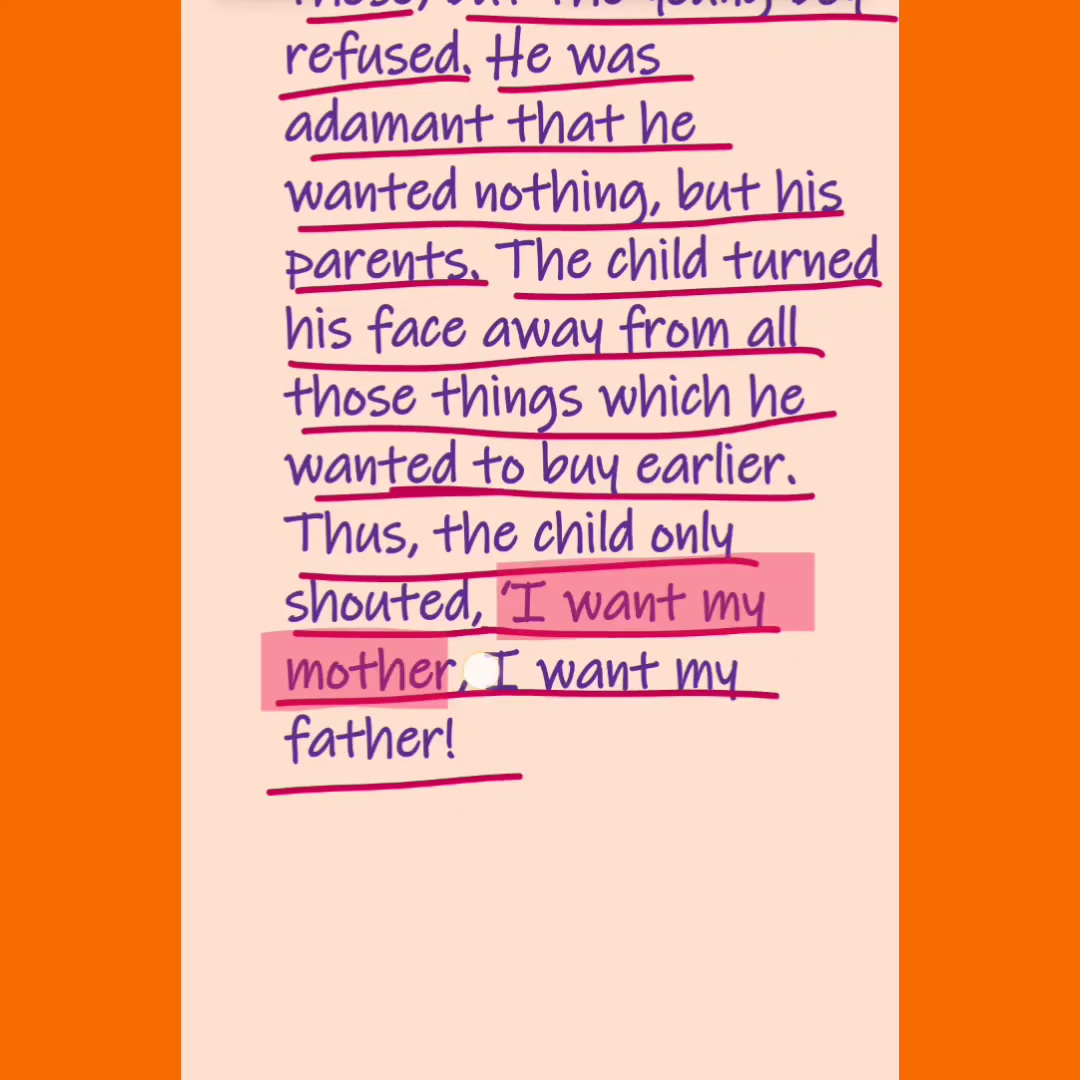 refused. He was
adamant that he
wanted nothing, but his
parents. The child turned
his face away from all
those things which he
wanted to buy earlier.
Thus, the child only
shouted, 'I want my
mother, I want my
father!